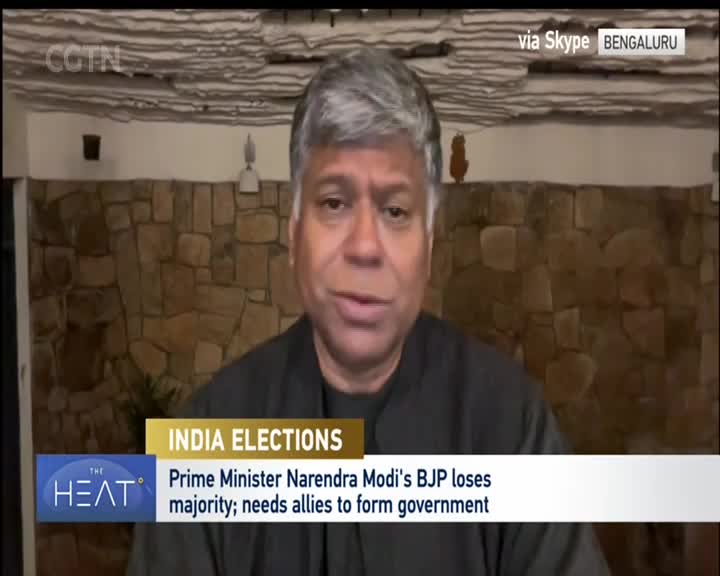 CGTN
via Skype BENGALURU
INDIA ELECTIONS
THE HEAT
Prime Minister Narendra Modi's BJP loses
majority; needs allies to form government